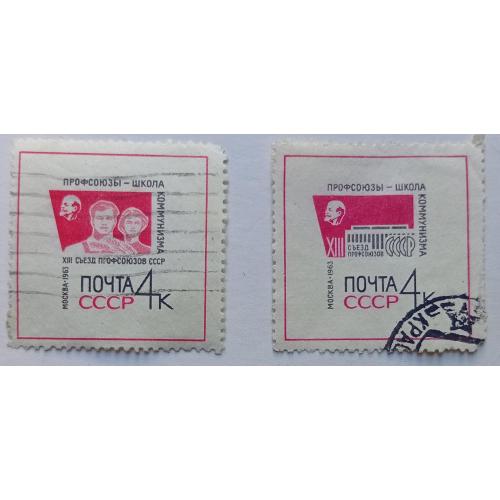 ПРОФСОЮЗЫ – ШКОЛА
КОММУНИЗМА
XIII СЪЕЗД ПРОФСОЮЗОВ СССР
МОСКВА·1963
ПОЧТА 4К
СССР
ПРОФСОЮЗЫ – ШКОЛА
КОММУНИЗМА
XIII СЪЕЗД ПРОФСОЮЗОВ СССР
МОСКВА·1963
ПОЧТА 4К
СССР